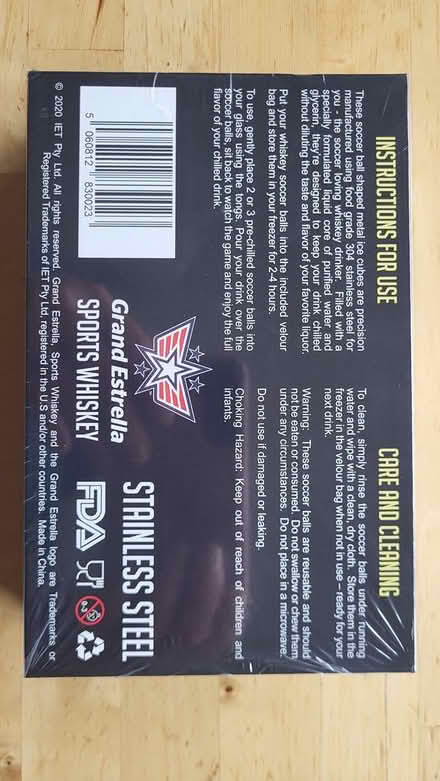 INSTRUCTIONS FOR USE
These soccer ball shaped metal ice cubes are precision
manufactured using food grade 304 stainless steel for
you - the soccer loving whiskey drinker. Filled with a
specially formulated liquid core of purified water and
glycerin, they're designed to keep your drink chilled
without diluting the taste and flavor of your favorite liquor.
Put your whiskey soccer balls into the included velour
bag and store them in your freezer for 2-4 hours.
To use, gently place 2 or 3 pre-chilled soccer balls into
your glass using the tongs. Pour your drink over the
soccer balls, sit back to watch the game and enjoy the full
flavor of your chilled drink.
CARE AND CLEANING
To clean, simply rinse the soccer balls under running
water and wipe with a clean, dry cloth. Store them in the
freezer in the velour bag when not in use – ready for your
next drink.
Warning: These soccer balls are reusable and should
not be eaten or consumed. Do not swallow or chew them
under any circumstances. Do not place in a microwave.
Do not use if damaged or leaking.
Choking Hazard: Keep out of reach of children and
infants.
5 060812 830023
Grand Estrella
SPORTS WHISKEY
STAINLESS STEEL
FDA
© 2020 IET Pty Ltd. All rights reserved. Grand Estrella, Sports Whiskey and the Grand Estrella logo are Trademarks or
Registered Trademarks of IET Pty Ltd, registered in the U.S and/or other countries. Made in China.